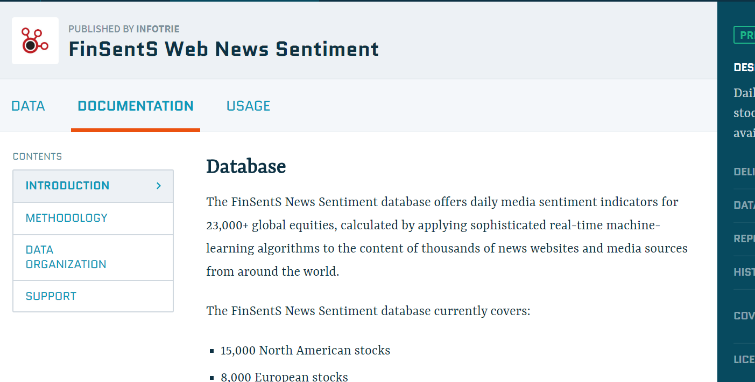 PUBLISHED BY INFOTRIE
FinSentS Web News Sentiment
DATA
DOCUMENTATION
USAGE
CONTENTS
INTRODUCTION
METHODOLOGY
DATA
ORGANIZATION
SUPPORT
Database
The FinSentS News Sentiment database offers daily media sentiment indicators for
23,000+ global equities, calculated by applying sophisticated real-time machine-
learning algorithms to the content of thousands of news websites and media sources
from around the world.
The FinSentS News Sentiment database currently covers:
15,000 North American stocks
8,000 European stocks